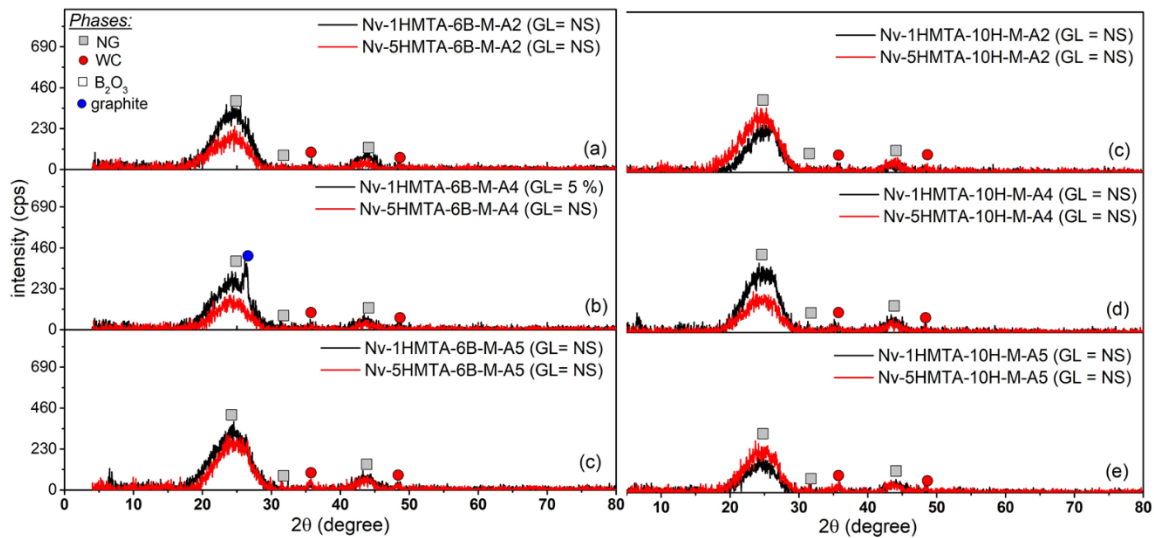 Phases:
NG
WC
B₂O₃
graphite
intensity (cps)
690
460
230
0
Nv-1HMTA-6B-M-A2 (GL= NS)
Nv-5HMTA-6B-M-A2 (GL= NS)
(a)
690
460
230
0
Nv-1HMTA-6B-M-A4 (GL= 5 %)
Nv-5HMTA-6B-M-A4 (GL= NS)
(b)
690
460
230
0
Nv-1HMTA-6B-M-A5 (GL= NS)
Nv-5HMTA-6B-M-A5 (GL= NS)
(c)
0 10 20 30 40 50 60 70 80
2θ (degree)
Nv-1HMTA-10H-M-A2 (GL = NS)
Nv-5HMTA-10H-M-A2 (GL = NS)
(c)
Nv-1HMTA-10H-M-A4 (GL = NS)
Nv-5HMTA-10H-M-A4 (GL = NS)
(d)
Nv-1HMTA-10H-M-A5 (GL = NS)
Nv-5HMTA-10H-M-A5 (GL = NS)
(e)
10 20 30 40 50 60 70 80
2θ (degree)